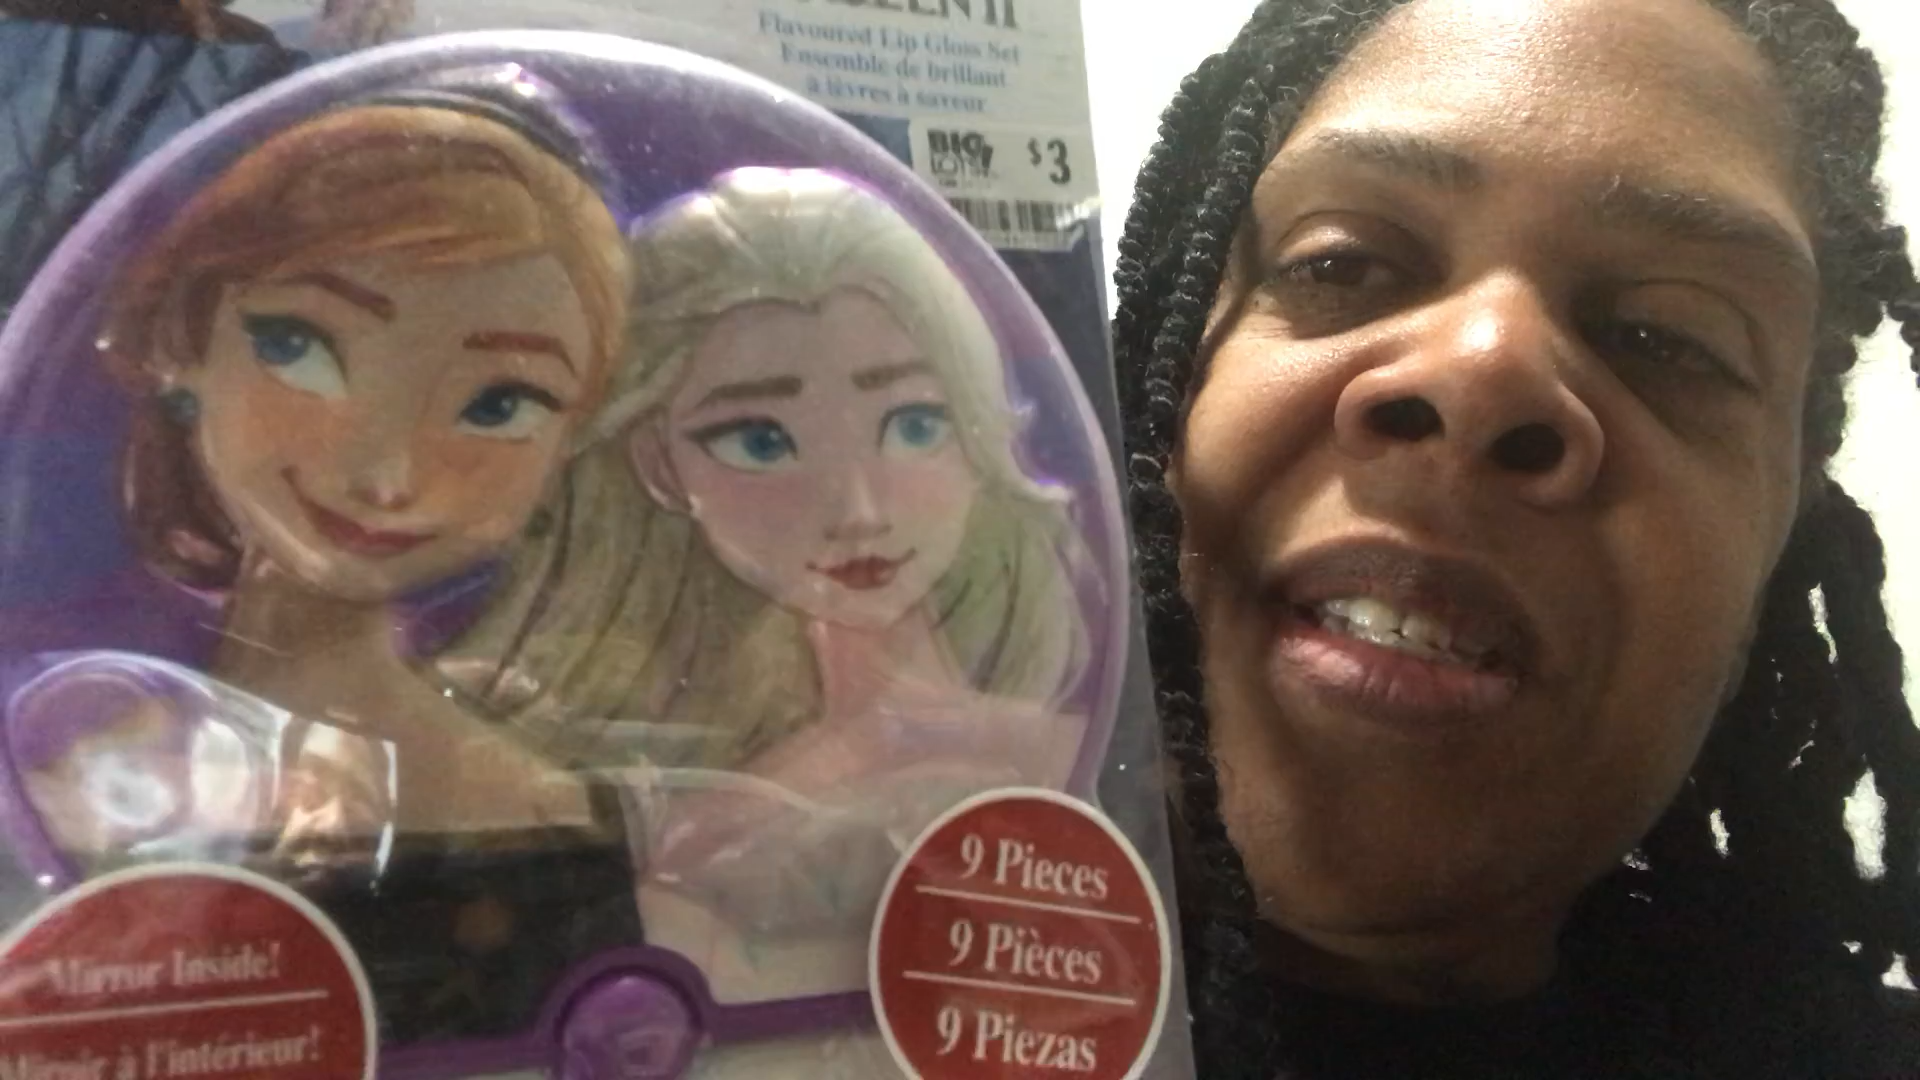 Flavoured Lip Gloss Set
Ensemble de brillant
à lèvres à saveur
BIG LOTS! $3
9 Pieces
9 Pièces
9 Piezas
Mirror Inside!
Miroir à l'intérieur!